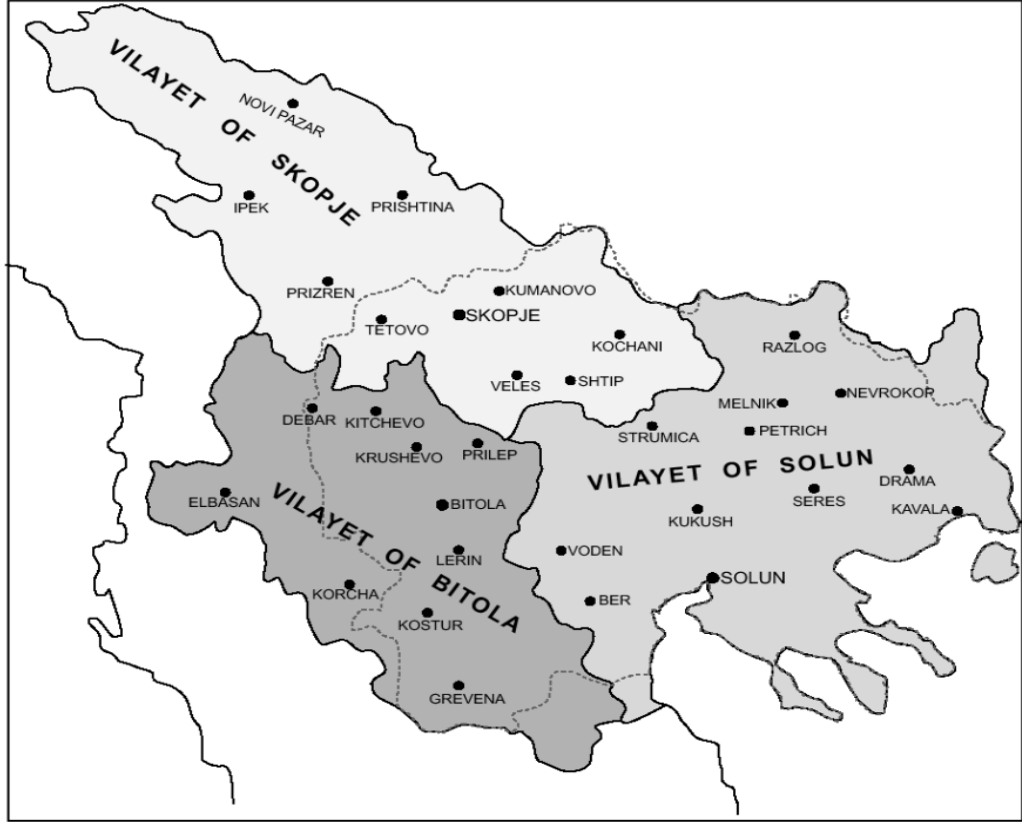 VILAYET OF SKOPJE
NOVI PAZAR
IPEK
PRISHTINA
PRIZREN
KUMANOVO
SKOPJE
TETOVO
KOCHANI
RAZLOG
VELES
SHTIP
NEVROKOP
MELNIK
DEBAR
KITCHEVO
STRUMICA
PETRICH
KRUSHEVO
PRILEP
VILAYET OF SOLUN
DRAMA
ELBASAN
VILAYET OF BITOLA
BITOLA
SERES
KAVALA
KUKUSH
LERIN
VODEN
SOLUN
KORCHA
BER
KOSTUR
GREVENA